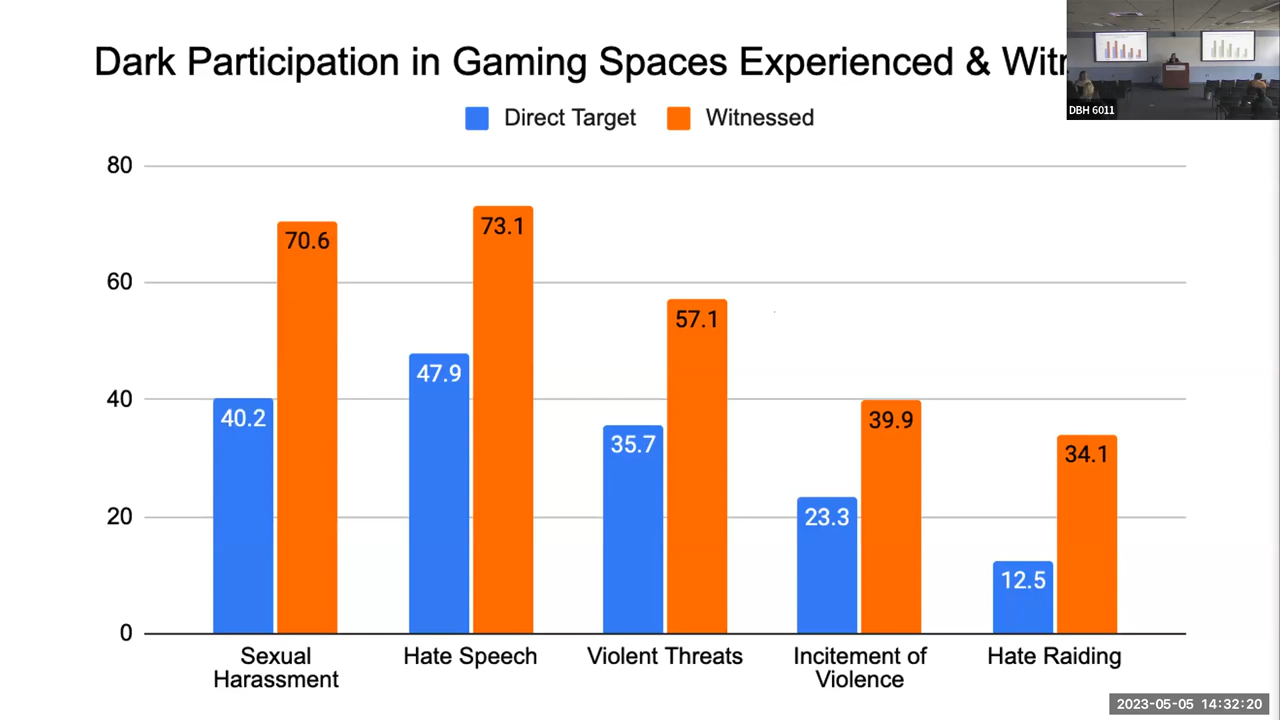 Dark Participation in Gaming Spaces Experienced &
DBH 6011
Direct Target
Witnessed
80
60
40
20
0
40.2
70.6
47.9
73.1
35.7
57.1
23.3
39.9
12.5
34.1
Sexual
Harassment
Hate Speech
Violent Threats
Incitement of
Violence
Hate Raiding
2023-05-05 14:32:20